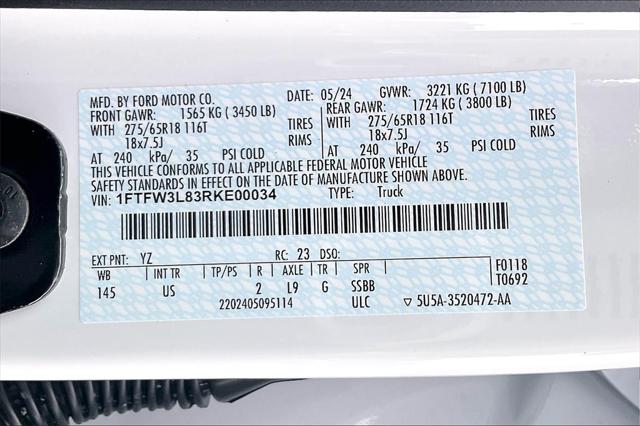 MFD. BY FORD MOTOR CO. DATE: 05/24 GVWR: 3221 KG ( 7100 LB)
FRONT GAWR: 1565 KG ( 3450 LB) REAR GAWR: 1724 KG ( 3800 LB)
WITH 275/65R18 116T TIRES WITH 275/65R18 116T TIRES
18x7.5J RIMS 18x7.5J RIMS
AT 240 kPa/ 35 PSI COLD AT 240 kPa/ 35 PSI COLD
THIS VEHICLE CONFORMS TO ALL APPLICABLE FEDERAL MOTOR VEHICLE
SAFETY STANDARDS IN EFFECT ON THE DATE OF MANUFACTURE SHOWN ABOVE.
VIN: 1FTFW3L83RKE00034 TYPE: Truck
EXT PNT: YZ RC: 23 DSO:
WB INT TR TP/PS R AXLE TR SPR F0118
145 US 2 L9 G SSBB T0692
2202405095114 ULC ▽ 5U5A-3520472-AA